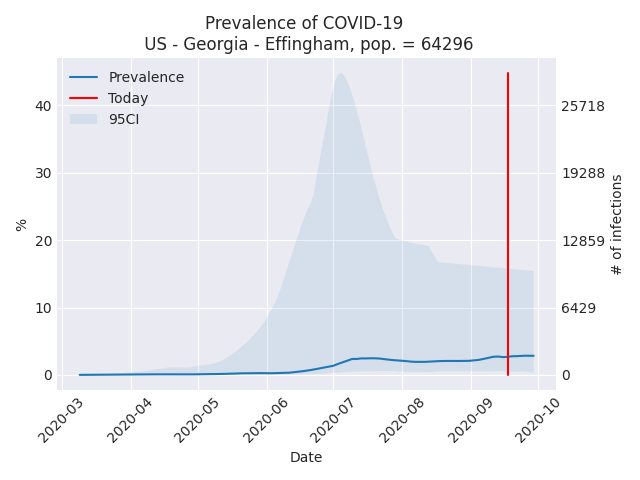 Prevalence of COVID-19
US - Georgia - Effingham, pop. = 64296
Prevalence
Today
95CI
%
40
30
20
10
0
25718
19288
12859
6429
0
# of infections
2020-03
2020-04
2020-05
2020-06
2020-07
2020-08
2020-09
2020-10
Date